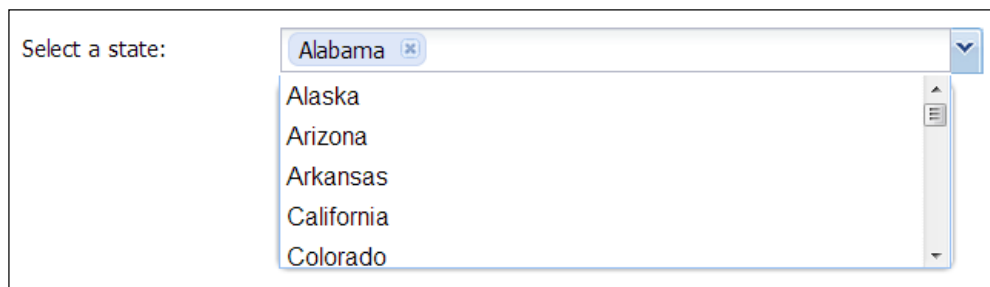 Select a state: Alabama
Alaska
Arizona
Arkansas
California
Colorado